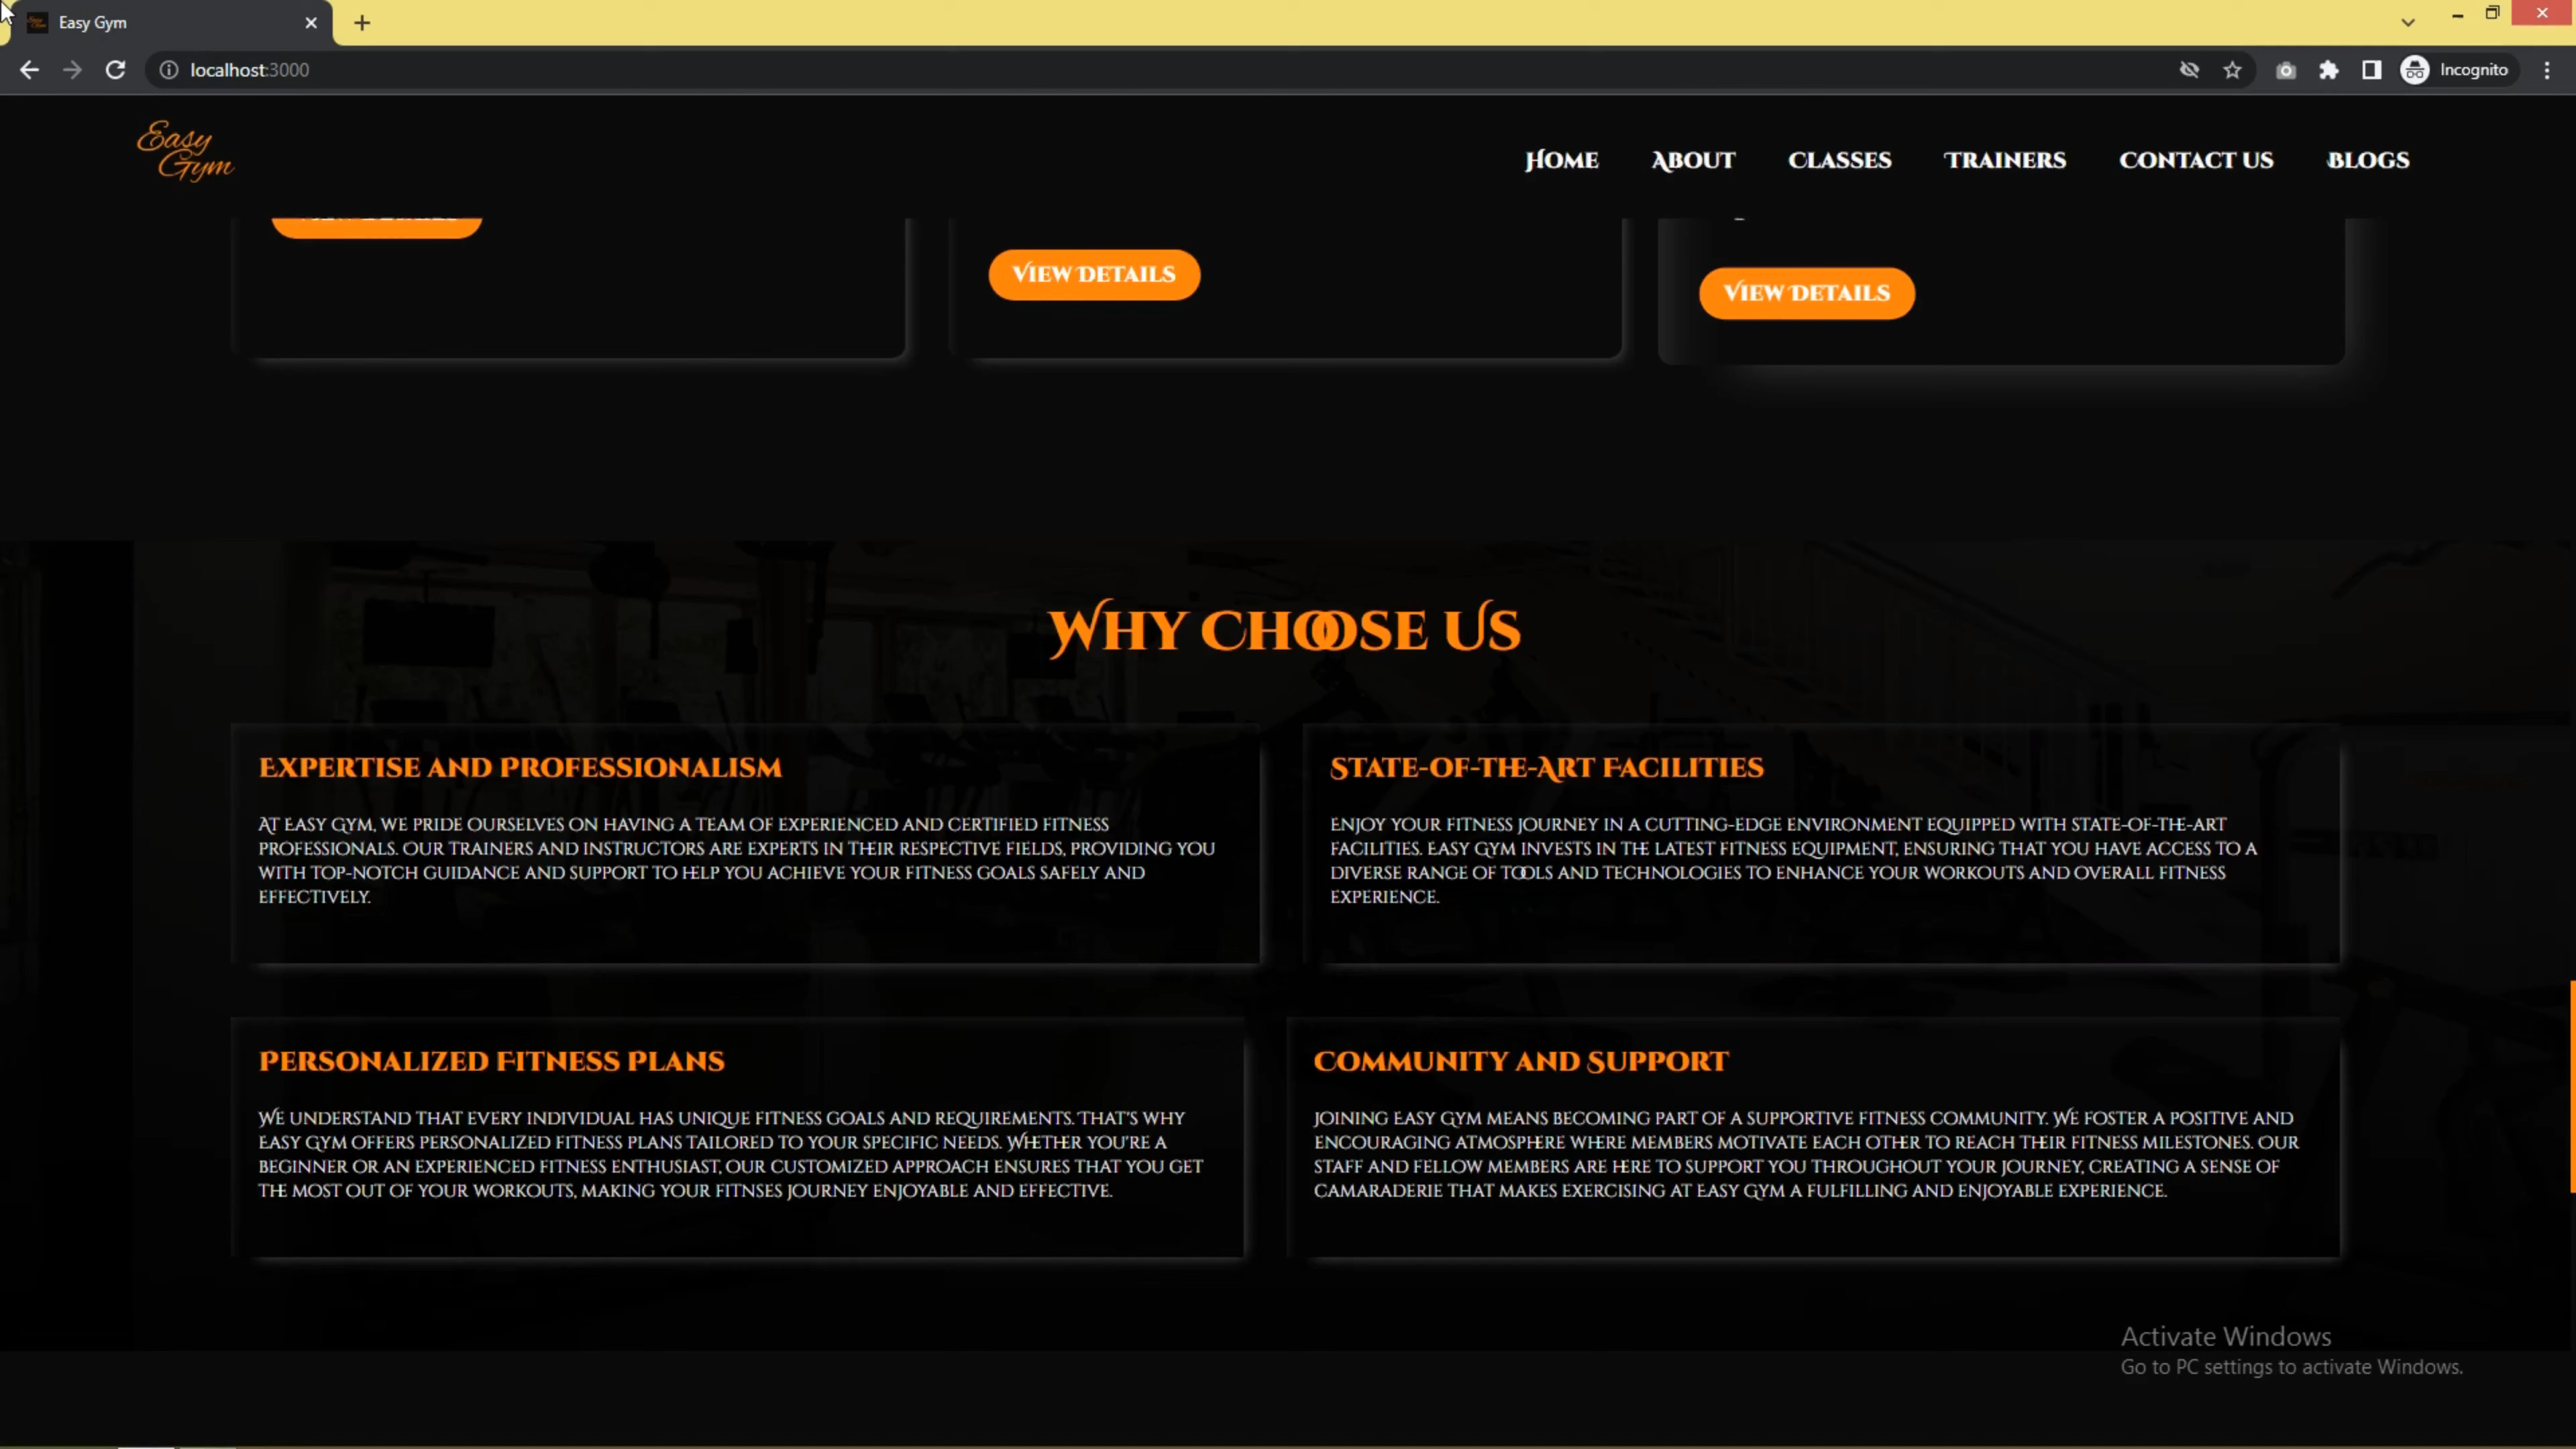 Easy Gym
localhost:3000
Incognito
Easy
Gym
Home About Classes Trainers Contact Us Blogs
View Details
View Details
Why Choose Us
Expertise and Professionalism
At Easy Gym, we pride ourselves on having a team of experienced and certified fitness
professionals. Our trainers and instructors are experts in their respective fields, providing you
with top-notch guidance and support to help you achieve your fitness goals safely and
effectively.
State-of-the-Art Facilities
Enjoy your fitness journey in a cutting-edge environment equipped with state-of-the-art
facilities. Easy Gym invests in the latest fitness equipment, ensuring that you have access to a
diverse range of tools and technologies to enhance your workouts and overall fitness
experience.
Personalized Fitness Plans
We understand that every individual has unique fitness goals and requirements. That's why
Easy Gym offers personalized fitness plans tailored to your specific needs. Whether you're a
beginner or an experienced fitness enthusiast, our customized approach ensures that you get
the most out of your workouts, making your fitnses journey enjoyable and effective.
Community and Support
Joining Easy Gym means becoming part of a supportive fitness community. We foster a positive and
encouraging atmosphere where members motivate each other to reach their fitness milestones. Our
staff and fellow members are here to support you throughout your journey, creating a sense of
camaraderie that makes exercising at Easy Gym a fulfilling and enjoyable experience.
Activate Windows
Go to PC settings to activate Windows.